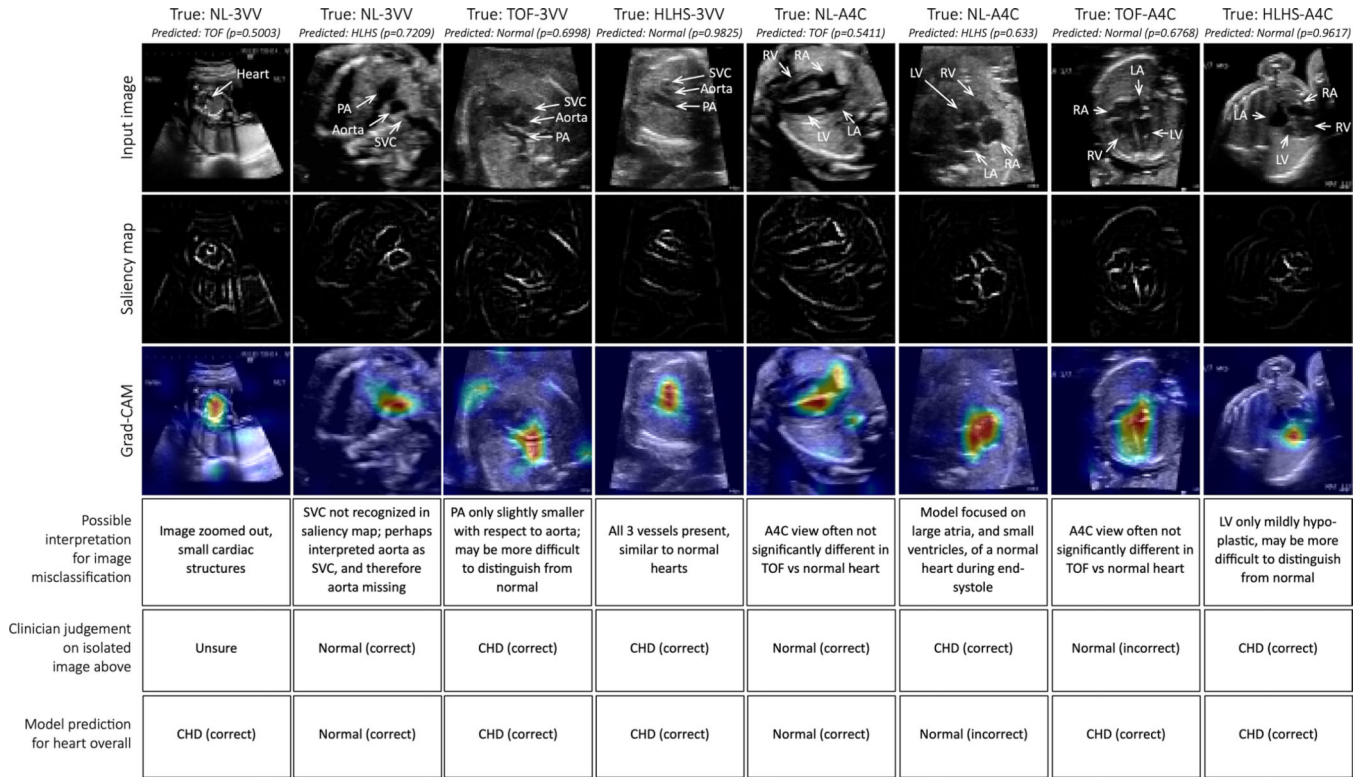 True: NL-3VV
True: NL-3VV
True: TOF-3VV
True: HLHS-3VV
True: NL-A4C
True: NL-A4C
True: TOF-A4C
True: HLHS-A4C
Predicted: TOF (p=0.5003)
Predicted: HLHS (p=0.7209)
Predicted: Normal (p=0.6998)
Predicted: Normal (p=0.9825)
Predicted: TOF (p=0.5411)
Predicted: HLHS (p=0.633)
Predicted: Normal (p=0.6768)
Predicted: Normal (p=0.9617)
Input image
Heart
PA
Aorta
SVC
SVC
Aorta
PA
SVC
Aorta
PA
RV
RA
LV
LA
LV
RV
LA
RA
LA
RA
RV
LV
RA
LA
RV
LV
Saliency map
Grad-CAM
Possible
interpretation
for image
misclassification
Image zoomed out,
small cardiac
structures
SVC not recognized in
saliency map; perhaps
interpreted aorta as
SVC, and therefore
aorta missing
PA only slightly smaller
with respect to aorta;
may be more difficult
to distinguish from
normal
All 3 vessels present,
similar to normal
hearts
A4C view often not
significantly different in
TOF vs normal heart
Model focused on
large atria, and small
ventricles, of a normal
heart during end-
systole
A4C view often not
significantly different in
TOF vs normal heart
LV only mildly hypo-
plastic, may be more
difficult to distinguish
from normal
Clinician judgement
on isolated
image above
Unsure
Normal (correct)
CHD (correct)
CHD (correct)
Normal (correct)
CHD (correct)
Normal (incorrect)
CHD (correct)
Model prediction
for heart overall
CHD (correct)
Normal (correct)
CHD (correct)
CHD (correct)
Normal (correct)
Normal (incorrect)
CHD (correct)
CHD (correct)